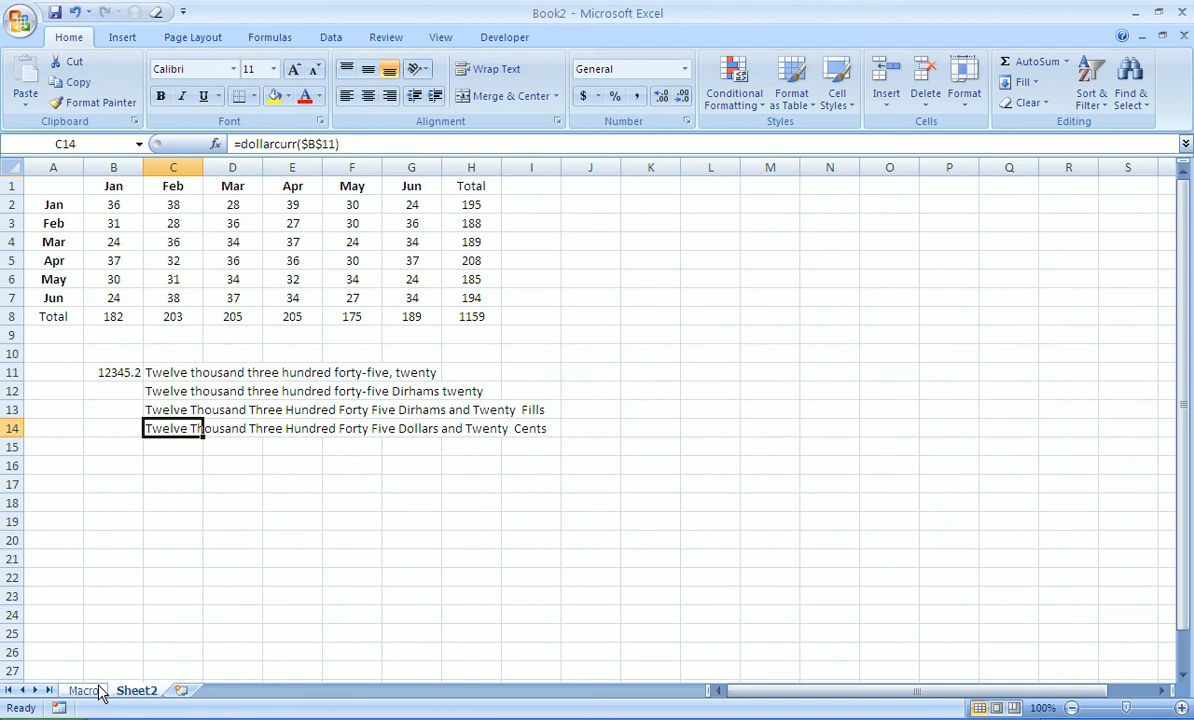 Book2 - Microsoft Excel
Home Insert Page Layout Formulas Data Review View Developer
Paste Cut Copy Format Painter Clipboard
Calibri 11 A A B I U A Font
Wrap Text Merge & Center Alignment
General $ % , .0 .00 .00 .0 Number
Conditional Formatting Format as Table Cell Styles Styles
Insert Delete Format Cells
Σ AutoSum Fill Clear Sort & Filter Find & Select Editing
C14 fx =dollarcurr($B$11)
A B C D E F G H I J K L M N O P Q R S
1 Jan Feb Mar Apr May Jun Total
2 Jan 36 38 28 39 30 24 195
3 Feb 31 28 36 27 30 36 188
4 Mar 24 36 34 37 24 34 189
5 Apr 37 32 36 36 30 37 208
6 May 30 31 34 32 34 24 185
7 Jun 24 38 37 34 27 34 194
8 Total 182 203 205 205 175 189 1159
9
10
11 12345.2 Twelve thousand three hundred forty-five, twenty
12 Twelve thousand three hundred forty-five Dirhams twenty
13 Twelve Thousand Three Hundred Forty Five Dirhams and Twenty Fills
14 Twelve Thousand Three Hundred Forty Five Dollars and Twenty Cents
15
16
17
18
19
20
21
22
23
24
25
26
27
Macro Sheet2
Ready 100%